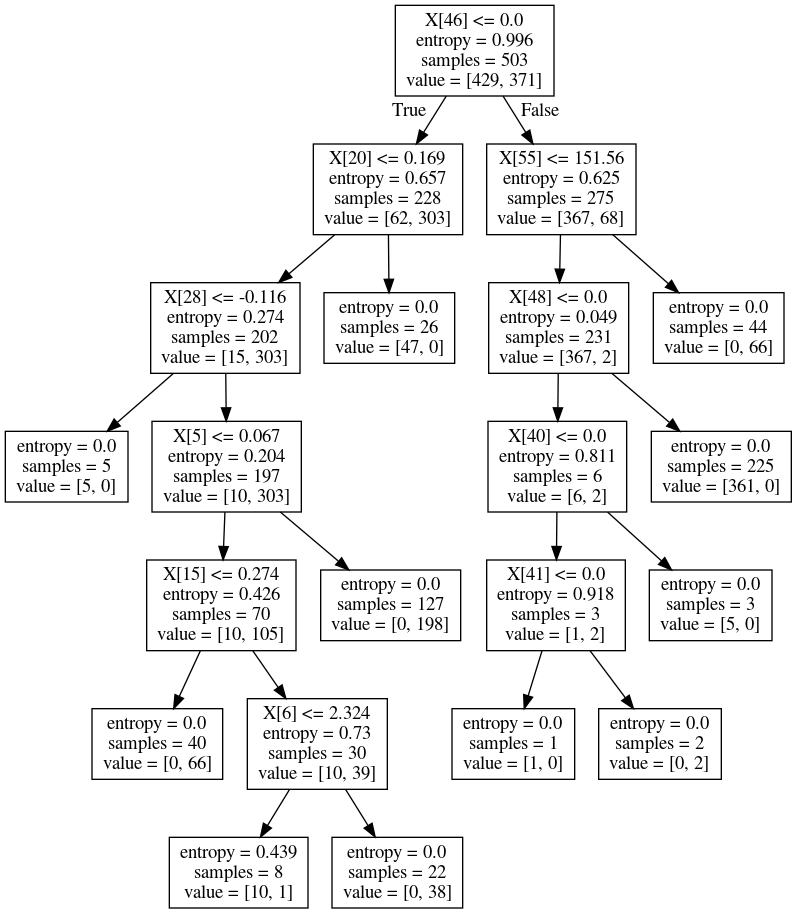 X[46] <= 0.0
entropy = 0.996
samples = 503
value = [429, 371]
True
False
X[20] <= 0.169
entropy = 0.657
samples = 228
value = [62, 303]
X[55] <= 151.56
entropy = 0.625
samples = 275
value = [367, 68]
X[28] <= -0.116
entropy = 0.274
samples = 202
value = [15, 303]
entropy = 0.0
samples = 26
value = [47, 0]
X[48] <= 0.0
entropy = 0.049
samples = 231
value = [367, 2]
entropy = 0.0
samples = 44
value = [0, 66]
entropy = 0.0
samples = 5
value = [5, 0]
X[5] <= 0.067
entropy = 0.204
samples = 197
value = [10, 303]
X[40] <= 0.0
entropy = 0.811
samples = 6
value = [6, 2]
entropy = 0.0
samples = 225
value = [361, 0]
X[15] <= 0.274
entropy = 0.426
samples = 70
value = [10, 105]
entropy = 0.0
samples = 127
value = [0, 198]
X[41] <= 0.0
entropy = 0.918
samples = 3
value = [1, 2]
entropy = 0.0
samples = 3
value = [5, 0]
entropy = 0.0
samples = 40
value = [0, 66]
X[6] <= 2.324
entropy = 0.73
samples = 30
value = [10, 39]
entropy = 0.0
samples = 1
value = [1, 0]
entropy = 0.0
samples = 2
value = [0, 2]
entropy = 0.439
samples = 8
value = [10, 1]
entropy = 0.0
samples = 22
value = [0, 38]